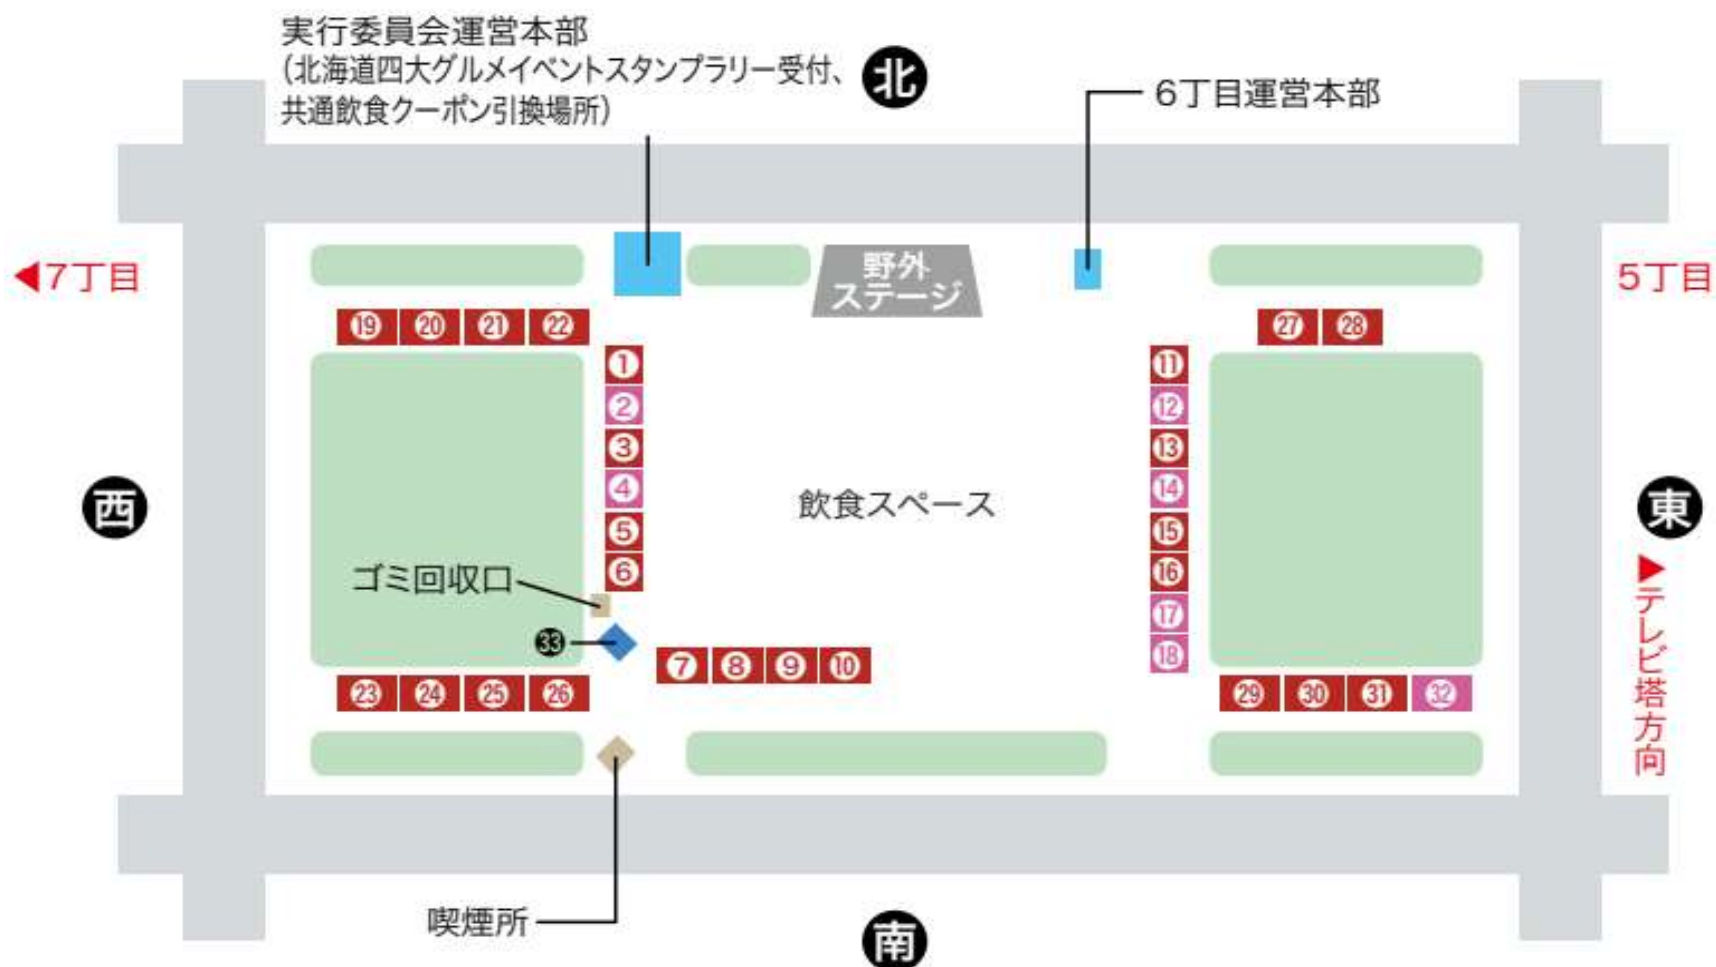 実行委員会運営本部
(北海道四大グルメイベントスタンプラリー受付、
共通飲食クーポン引換場所)
北
6丁目運営本部
◀7丁目
野外
ステージ
5丁目
⑲ ⑳ ㉑ ㉒
㉗ ㉘
①
②
③
④
⑤
⑥
⑪
⑫
⑬
⑭
⑮
⑯
⑰
⑱
西
飲食スペース
東
▶テレビ塔方向
ゴミ回収口
㉝
⑦ ⑧ ⑨ ⑩
㉓ ㉔ ㉕ ㉖
㉙ ㉚ ㉛ ㉜
喫煙所
南